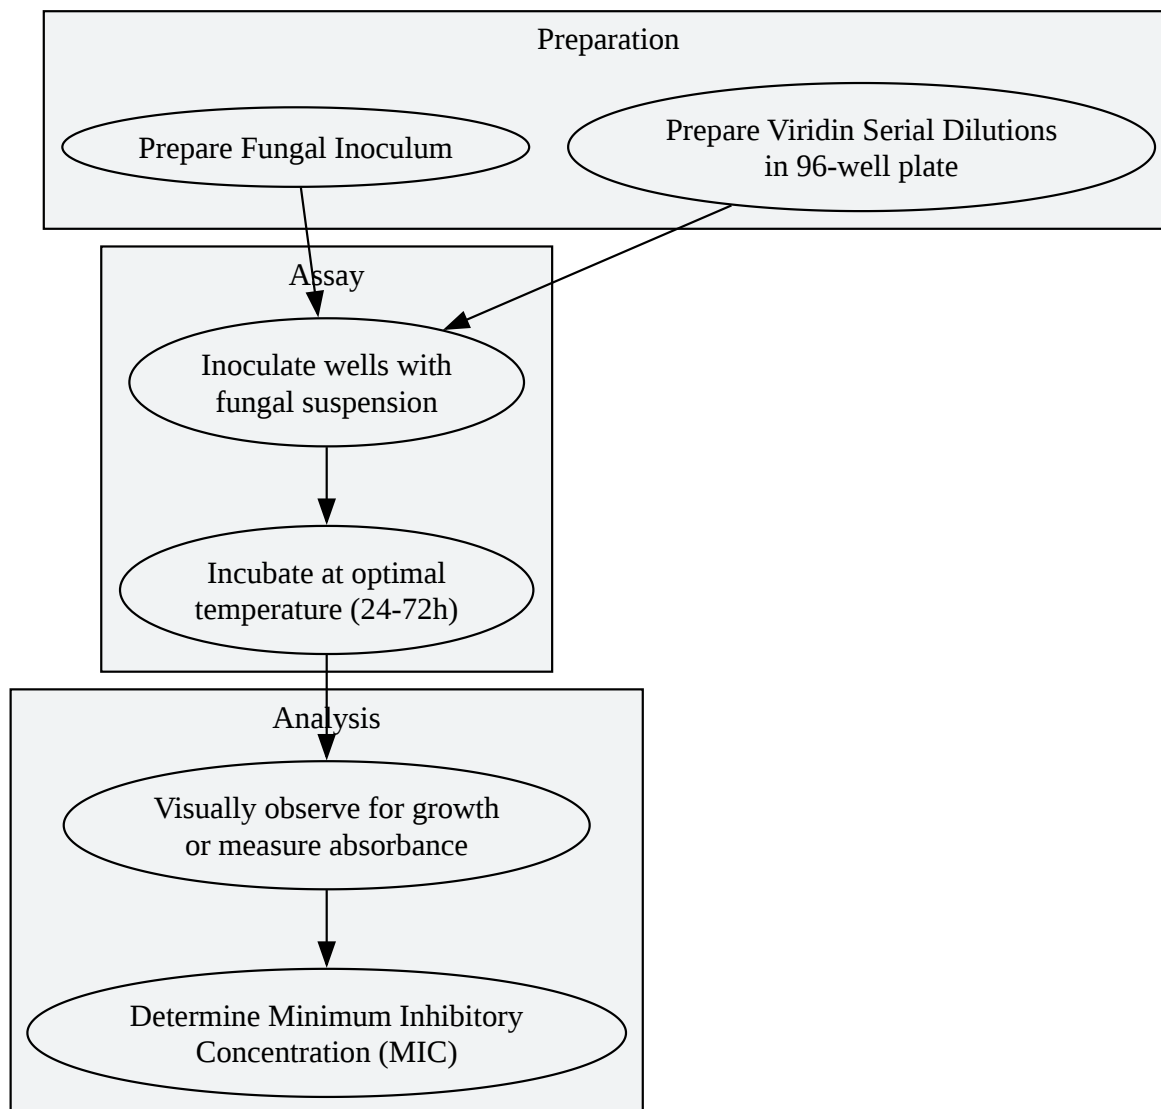 Preparation
Prepare Fungal Inoculum
Prepare Viridin Serial Dilutions
in 96-well plate
Assay
Inoculate wells with
fungal suspension
Incubate at optimal
temperature (24-72h)
Analysis
Visually observe for growth
or measure absorbance
Determine Minimum Inhibitory
Concentration (MIC)